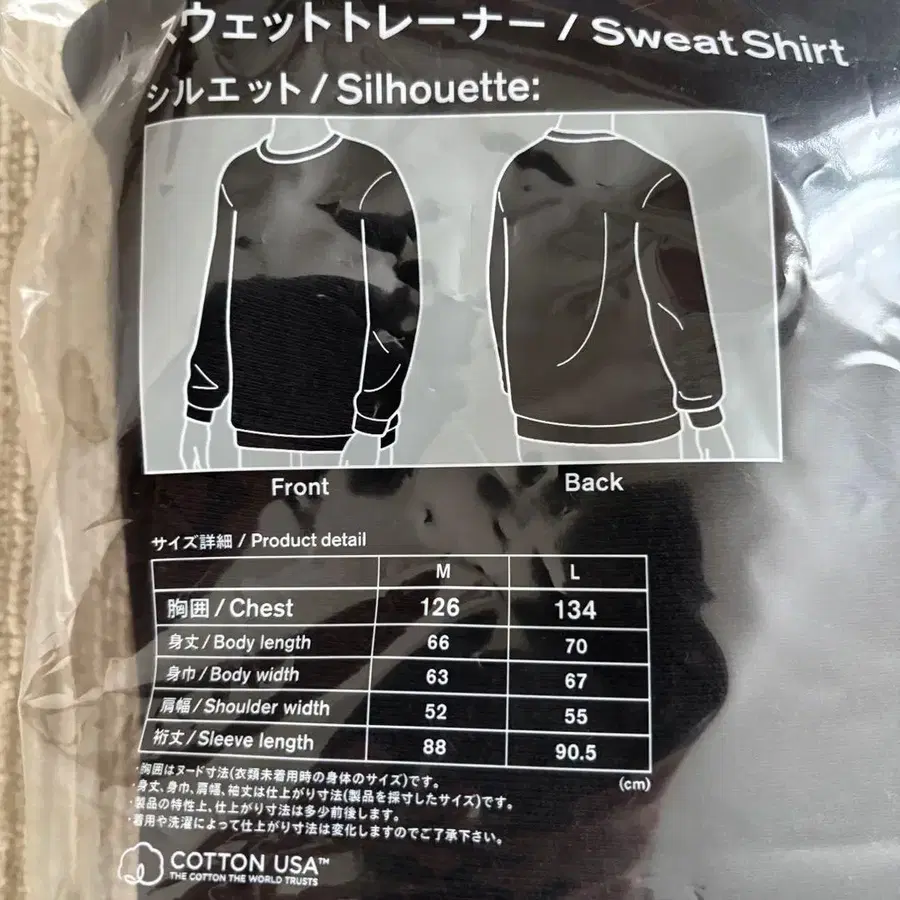 スウェットトレーナー / Sweat Shirt
シルエット / Silhouette:
Front Back
サイズ詳細 / Product detail
M L
胸囲 / Chest 126 134
身丈 / Body length 66 70
身巾 / Body width 63 67
肩幅 / Shoulder width 52 55
裄丈 / Sleeve length 88 90.5
(cm)
・胸囲はヌード寸法(衣類未着用時の身体のサイズ)です。
・身丈、身巾、肩幅、袖丈は仕上がり寸法(製品を採寸したサイズ)です。
・製品の特性上、仕上がり寸法は多少前後します。
・着用や洗濯によって仕上がり寸法は変化しますのでご了承下さい。
COTTON USA™
THE COTTON THE WORLD TRUSTS